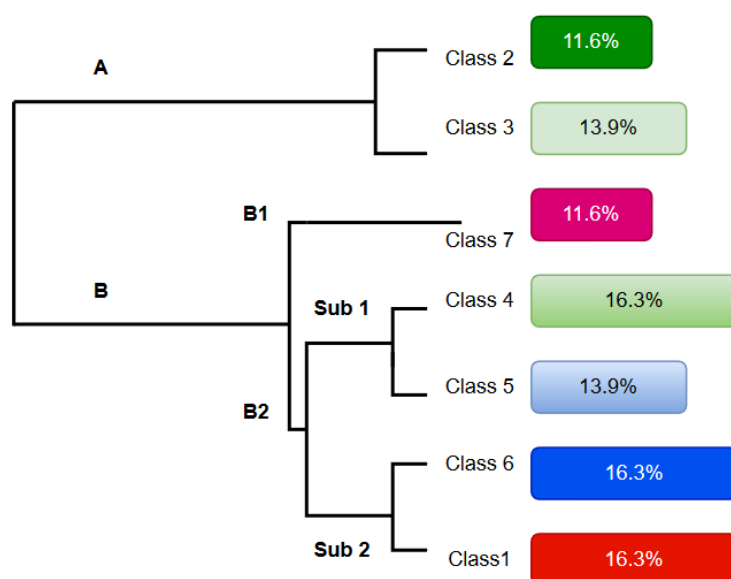 A
Class 2
11.6%
Class 3
13.9%
B1
Class 7
11.6%
B
Sub 1
Class 4
16.3%
B2
Class 5
13.9%
Class 6
16.3%
Sub 2
Class1
16.3%